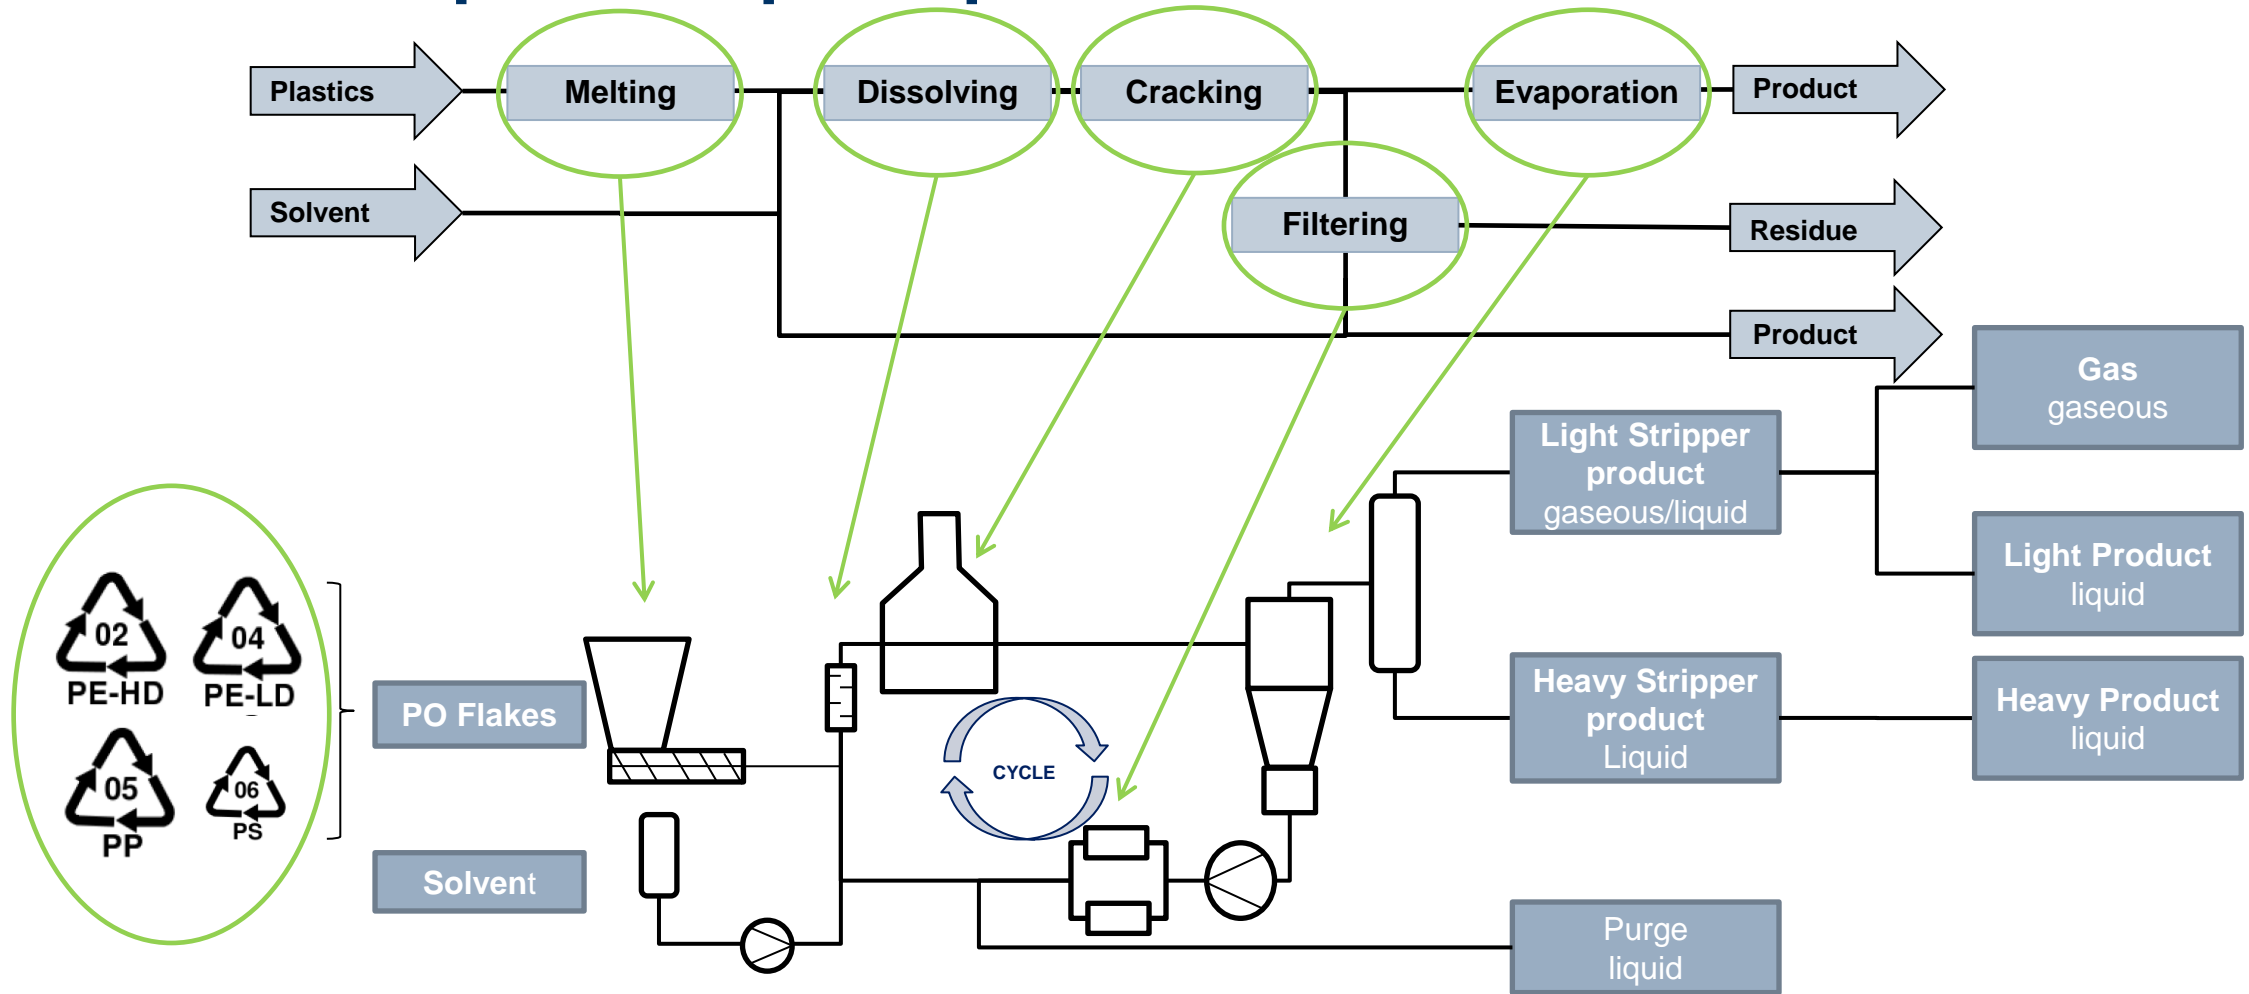 Plastics
Melting
Dissolving
Cracking
Evaporation
Product
Solvent
Filtering
Residue
Product
Gas
gaseous
Light Stripper
product
gaseous/liquid
Light Product
liquid
02
PE-HD
04
PE-LD
05
PP
06
PS
PO Flakes
CYCLE
Heavy Stripper
product
Liquid
Heavy Product
liquid
Solvent
Purge
liquid